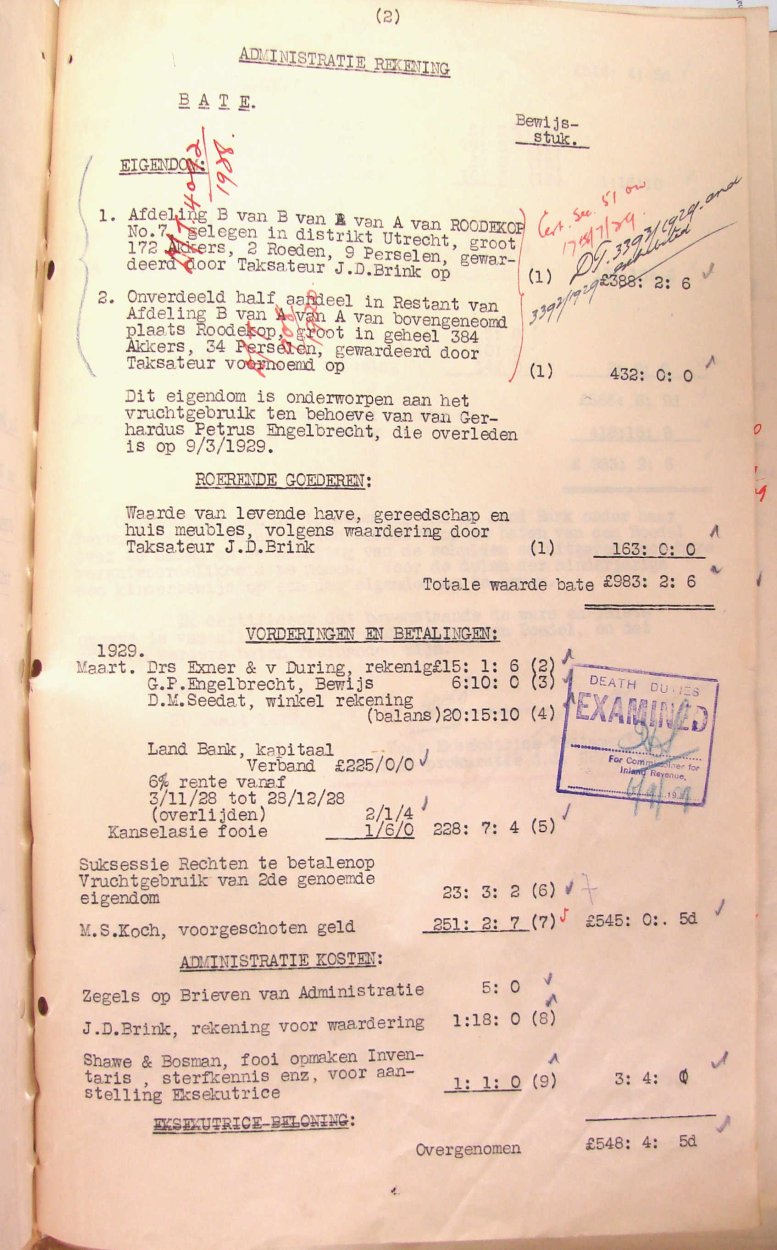 (2)
ADMINISTRATIE REKENING
B A T E.
Bewijs-
stuk.
EIGENDOM:
1928.
1. Afdeling B van B van A van A van ROODEKOP
No.7, gelegen in distrikt Utrecht, groot
172 Akkers, 2 Roeden, 9 Perselen, gewar-
deerd door Taksateur J.D.Brink op (1) £388: 2: 6
Cert. Sec. 51 on
D.T. 3393/1929. and
3392/1929 exhibited
2. Onverdeeld half aandeel in Restant van
Afdeling B van A van A van bovengeneomd
plaats Roodekop, groot in geheel 384
Akkers, 34 Perselen, gewardeerd door
Taksateur voornoemd op (1) 432: 0: 0
Dit eigendom is onderworpen aan het
vruchtgebruik ten behoeve van van Ger-
hardus Petrus Engelbrecht, die overleden
is op 9/3/1929.
ROERENDE GOEDEREN:
Waarde van levende have, gereedschap en
huis meubles, volgens waardering door
Taksateur J.D.Brink (1) 163: 0: 0
Totale waarde bate £983: 2: 6
VORDERINGEN EN BETALINGEN:
1929.
Maart. Drs Exner & v During, rekenig£15: 1: 6 (2)
G.P.Engelbrecht, Bewijs 6:10: 0 (3)
D.M.Seedat, winkel rekening
(balans)20:15:10 (4)
DEATH DUTIES
EXAMINED
For Commissioner for
Inland Revenue.
Land Bank, kapitaal
Verband £225/0/0
6% rente vanaf
3/11/28 tot 28/12/28
(overlijden) 2/1/4
Kanselasie fooie 1/6/0 228: 7: 4 (5)
Suksessie Rechten te betalenop
Vruchtgebruik van 2de genoemde
eigendom 23: 3: 2 (6)
M.S.Koch, voorgeschoten geld 251: 2: 7 (7) £545: 0:. 5d
ADMINISTRATIE KOSTEN:
Zegels op Brieven van Administratie 5: 0
J.D.Brink, rekening voor waardering 1:18: 0 (8)
Shawe & Bosman, fooi opmaken Inven-
taris , sterfkennis enz, voor aan-
stelling Eksekutrice 1: 1: 0 (9) 3: 4: 0
EKSEKUTRICE-BELONING:
Overgenomen £548: 4: 5d